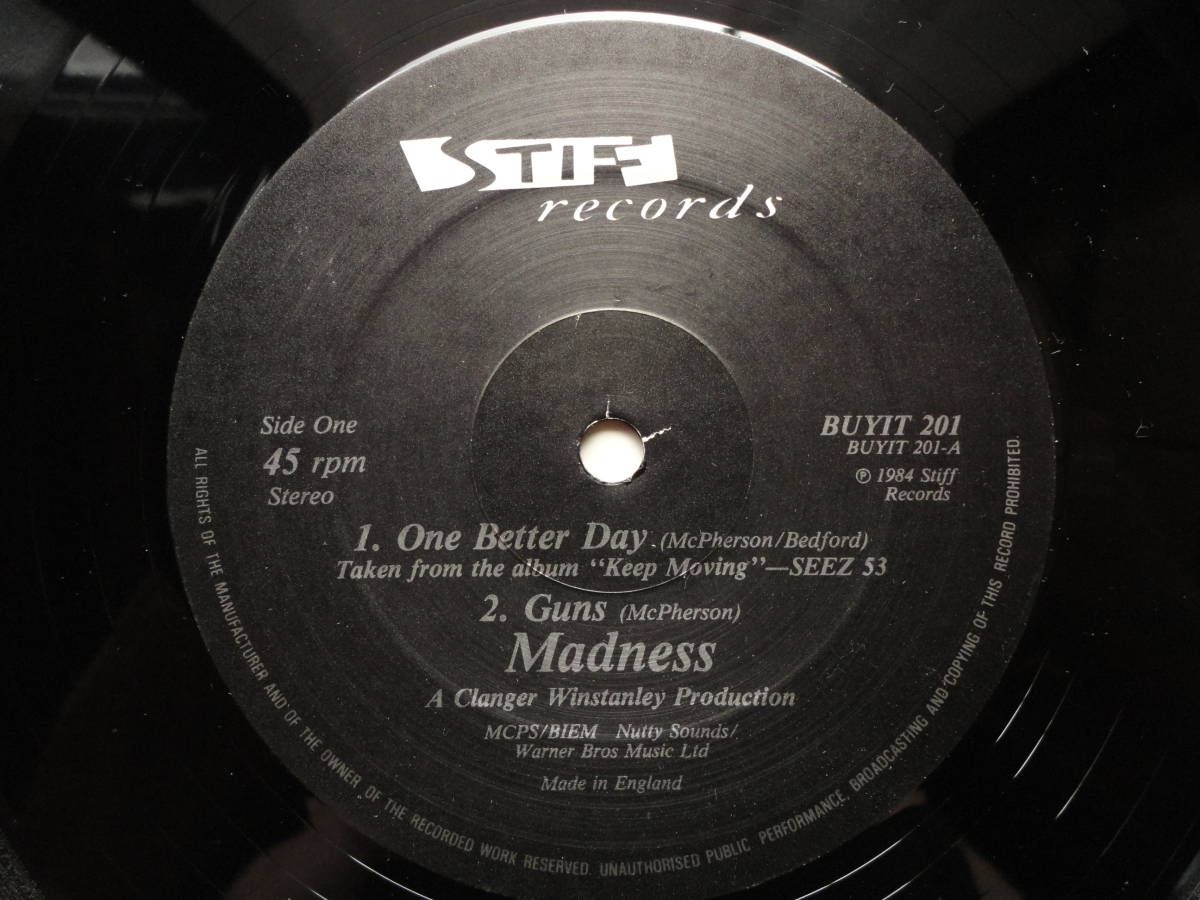 STIFF
records
Side One
45 rpm
Stereo
BUYIT 201
BUYIT 201-A
℗ 1984 Stiff
Records
1. One Better Day (McPherson/Bedford)
Taken from the album "Keep Moving"—SEEZ 53
2. Guns (McPherson)
Madness
A Clanger Winstanley Production
MCPS/BIEM Nutty Sounds/
Warner Bros Music Ltd
Made in England
ALL RIGHTS OF THE MANUFACTURER AND OF THE OWNER OF THE RECORDED WORK RESERVED. UNAUTHORISED PUBLIC PERFORMANCE, BROADCASTING AND COPYING OF THIS RECORD PROHIBITED.